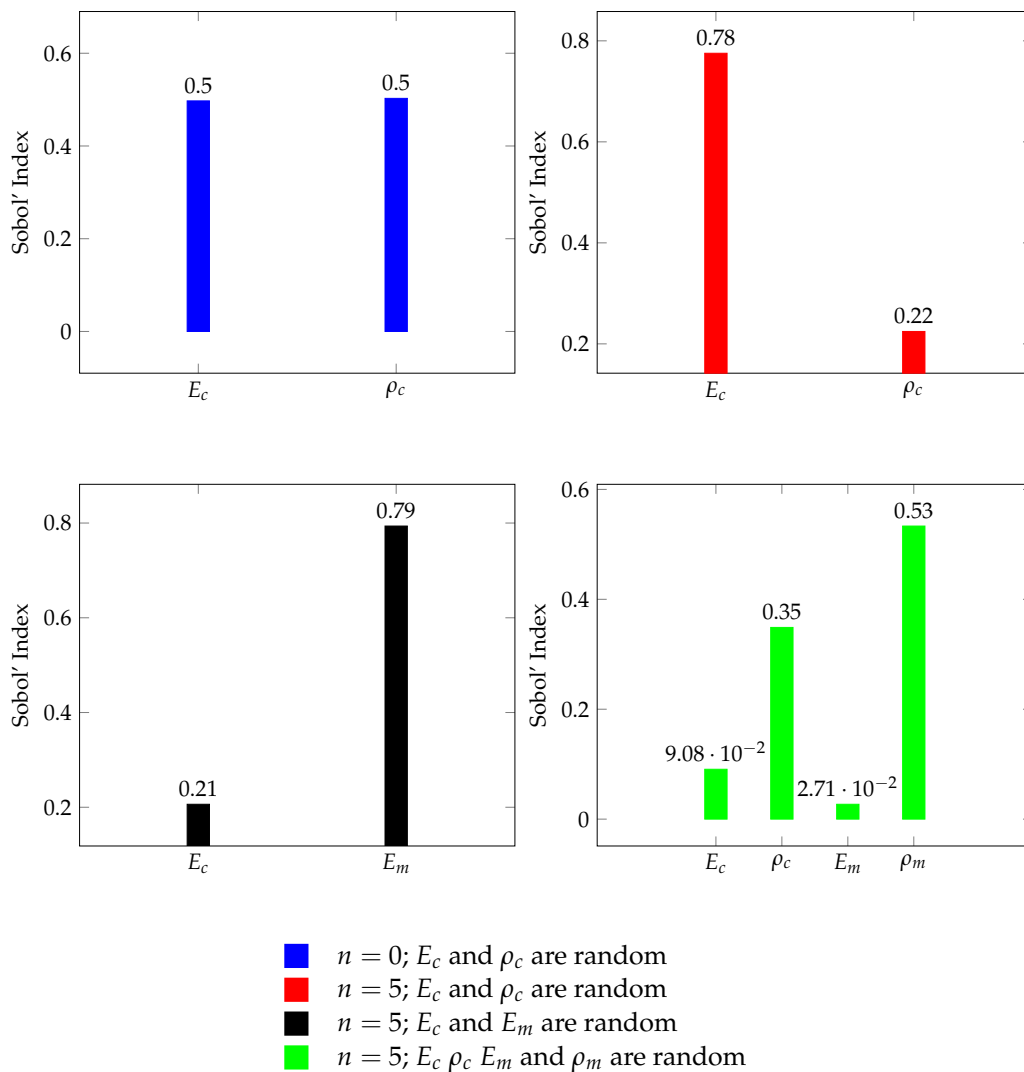 0.6
0.4
0.2
0
Sobol′ Index
0.5
0.5
E_c
ρ_c
0.8
0.6
0.4
0.2
Sobol′ Index
0.78
0.22
E_c
ρ_c
0.8
0.6
0.4
0.2
Sobol′ Index
0.21
0.79
E_c
E_m
0.6
0.4
0.2
0
Sobol′ Index
9.08 · 10^−2
0.35
2.71 · 10^−2
0.53
E_c
ρ_c
E_m
ρ_m
n = 0; E_c and ρ_c are random
n = 5; E_c and ρ_c are random
n = 5; E_c and E_m are random
n = 5; E_c ρ_c E_m and ρ_m are random